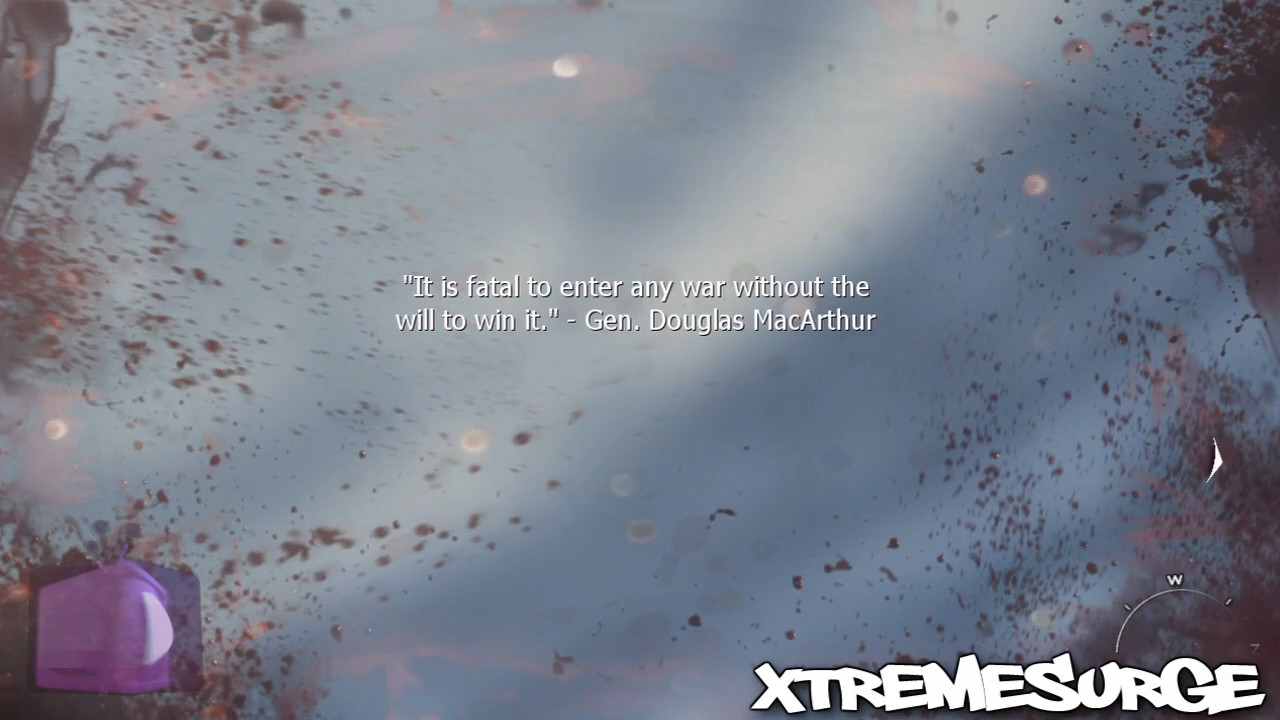 "It is fatal to enter any war without the
will to win it." - Gen. Douglas MacArthur
W
XTREMESURGE